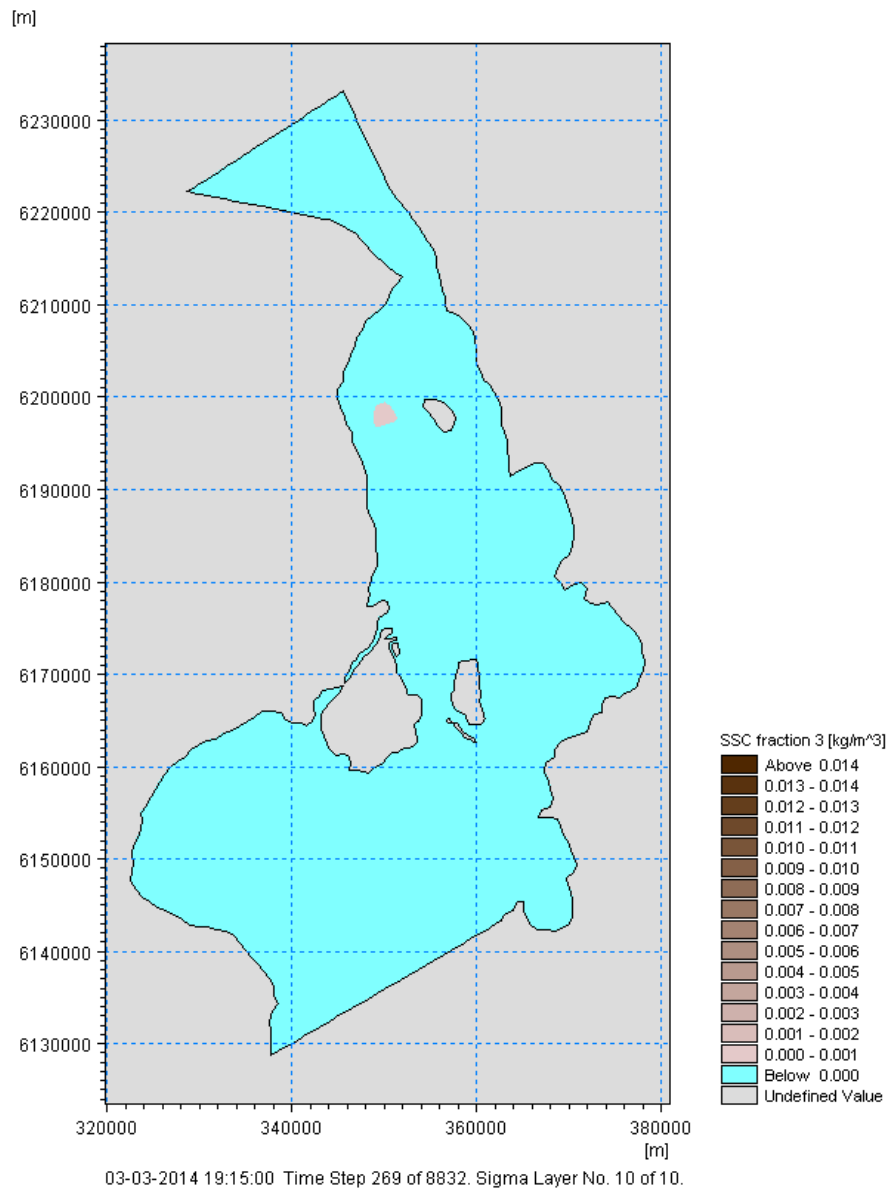 [m]
6230000
6220000
6210000
6200000
6190000
6180000
6170000
6160000
6150000
6140000
6130000
320000 340000 360000 380000
[m]
SSC fraction 3 [kg/m^3]
Above 0.014
0.013 - 0.014
0.012 - 0.013
0.011 - 0.012
0.010 - 0.011
0.009 - 0.010
0.008 - 0.009
0.007 - 0.008
0.006 - 0.007
0.005 - 0.006
0.004 - 0.005
0.003 - 0.004
0.002 - 0.003
0.001 - 0.002
0.000 - 0.001
Below 0.000
Undefined Value
03-03-2014 19:15:00 Time Step 269 of 8832. Sigma Layer No. 10 of 10.